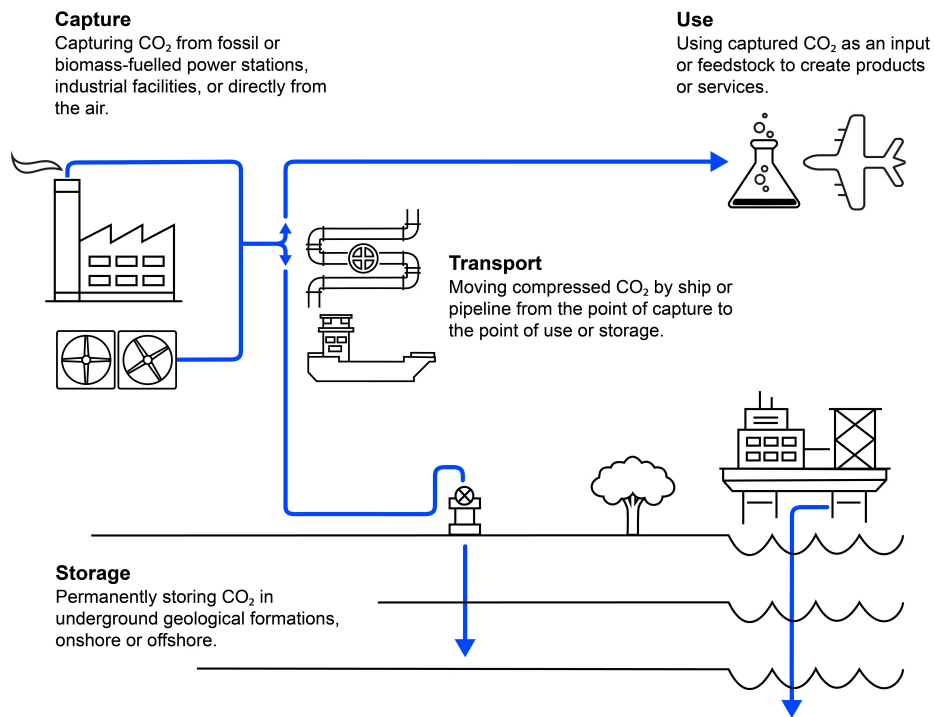 Capture
Capturing CO₂ from fossil or
biomass-fuelled power stations,
industrial facilities, or directly from
the air.
Use
Using captured CO₂ as an input
or feedstock to create products
or services.
Transport
Moving compressed CO₂ by ship or
pipeline from the point of capture to
the point of use or storage.
Storage
Permanently storing CO₂ in
underground geological formations,
onshore or offshore.